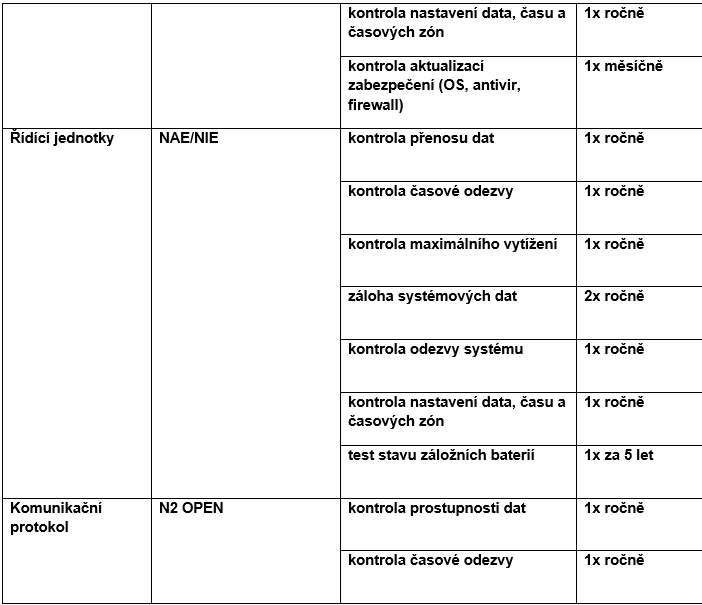 kontrola nastavení data, času a 1x ročně
časových zón
kontrola aktualizací 1x měsíčně
zabezpečení (OS, antivir,
firewall)
Řídící jednotky NAE/NIE kontrola přenosu dat 1x ročně
kontrola časové odezvy 1x ročně
kontrola maximálního vytížení 1x ročně
záloha systémových dat 2x ročně
kontrola odezvy systému 1x ročně
kontrola nastavení data, času a 1x ročně
časových zón
test stavu záložních baterií 1x za 5 let
Komunikační N2 OPEN kontrola prostupnosti dat 1x ročně
protokol
kontrola časové odezvy 1x ročně